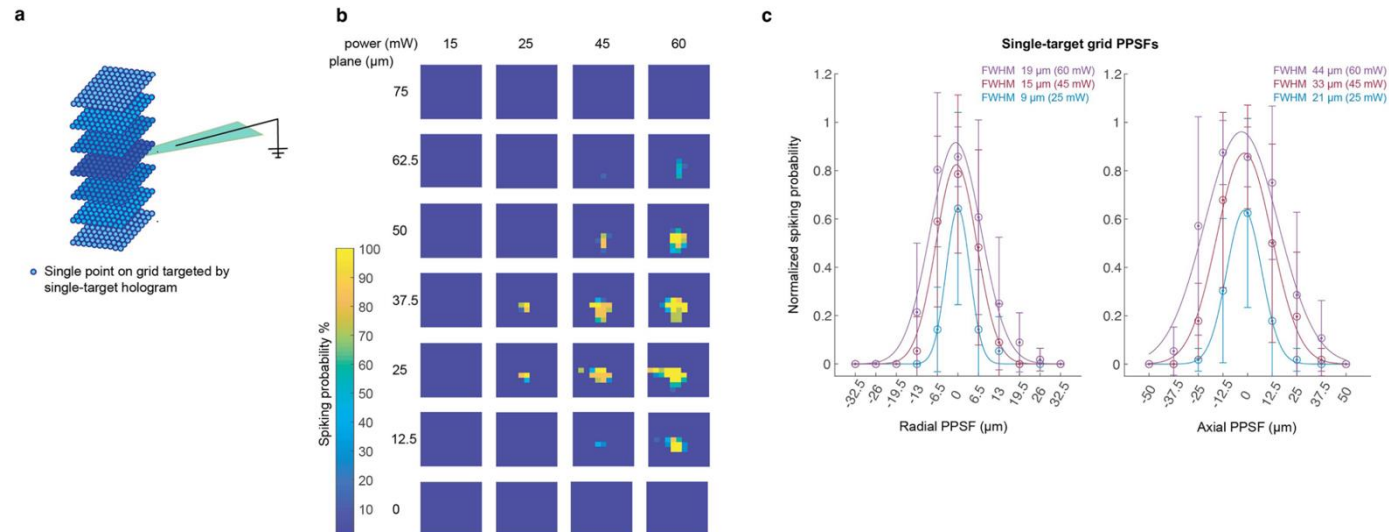 a
Single point on grid targeted by
single-target hologram
b
power (mW) 15 25 45 60
plane (µm)
75
62.5
50
37.5
25
12.5
0
Spiking probability %
100
90
80
70
60
50
40
30
20
10
c
Single-target grid PPSFs
FWHM 19 µm (60 mW)
FWHM 15 µm (45 mW)
FWHM 9 µm (25 mW)
Normalized spiking probability
1.2
1
0.8
0.6
0.4
0.2
0
-32.5 -26 -19.5 -13 -6.5 0 6.5 13 19.5 26 32.5
Radial PPSF (µm)
FWHM 44 µm (60 mW)
FWHM 33 µm (45 mW)
FWHM 21 µm (25 mW)
1.2
1
0.8
0.6
0.4
0.2
0
-50 -37.5 -25 -12.5 0 12.5 25 37.5 50
Axial PPSF (µm)